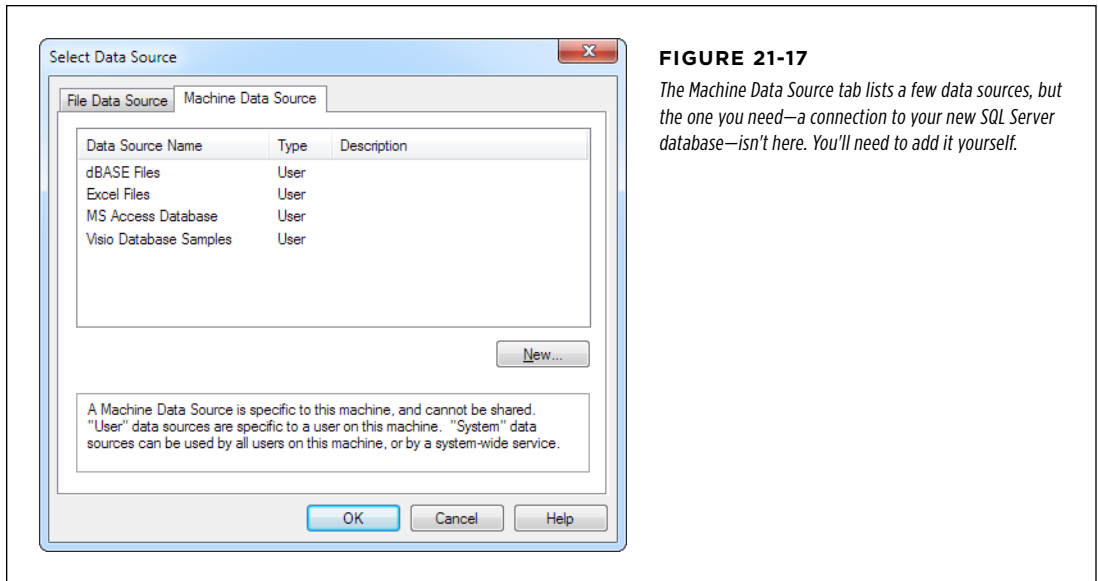 Select Data Source
File Data Source
Machine Data Source
Data Source Name Type Description
dBASE Files User
Excel Files User
MS Access Database User
Visio Database Samples User
New...
A Machine Data Source is specific to this machine, and cannot be shared.
"User" data sources are specific to a user on this machine. "System" data
sources can be used by all users on this machine, or by a system-wide service.
OK Cancel Help
FIGURE 21-17
The Machine Data Source tab lists a few data sources, but
the one you need—a connection to your new SQL Server
database—isn't here. You'll need to add it yourself.